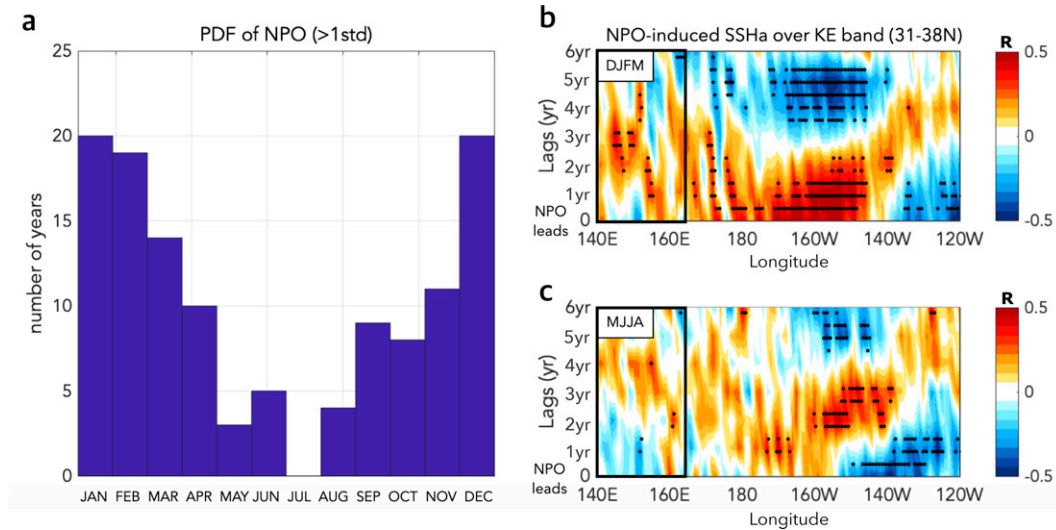 a
PDF of NPO (>1std)
number of years
25
20
15
10
5
0
JAN FEB MAR APR MAY JUN JUL AUG SEP OCT NOV DEC
b
NPO-induced SSHa over KE band (31-38N)
DJFM
Lags (yr)
6yr
5yr
4yr
3yr
2yr
1yr
0
NPO
leads
140E 160E 180 160W 140W 120W
Longitude
R
0.5
0
-0.5
c
MJJA
Lags (yr)
6yr
5yr
4yr
3yr
2yr
1yr
0
NPO
leads
140E 160E 180 160W 140W 120W
Longitude
R
0.5
0
-0.5